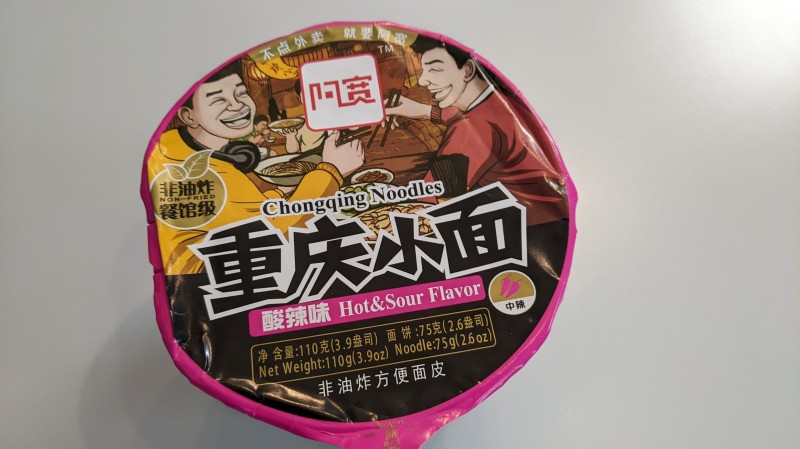 不点外卖 就要阿宽
TM
阿宽
非油炸
NON-FRIED
餐馆级
Chongqing Noodles
重庆小面
酸辣味 Hot&Sour Flavor
中辣
净含量:110克(3.9盎司) 面饼:75克(2.6盎司)
Net Weight:110g(3.9oz) Noodle:75g(2.6oz)
非油炸方便面皮